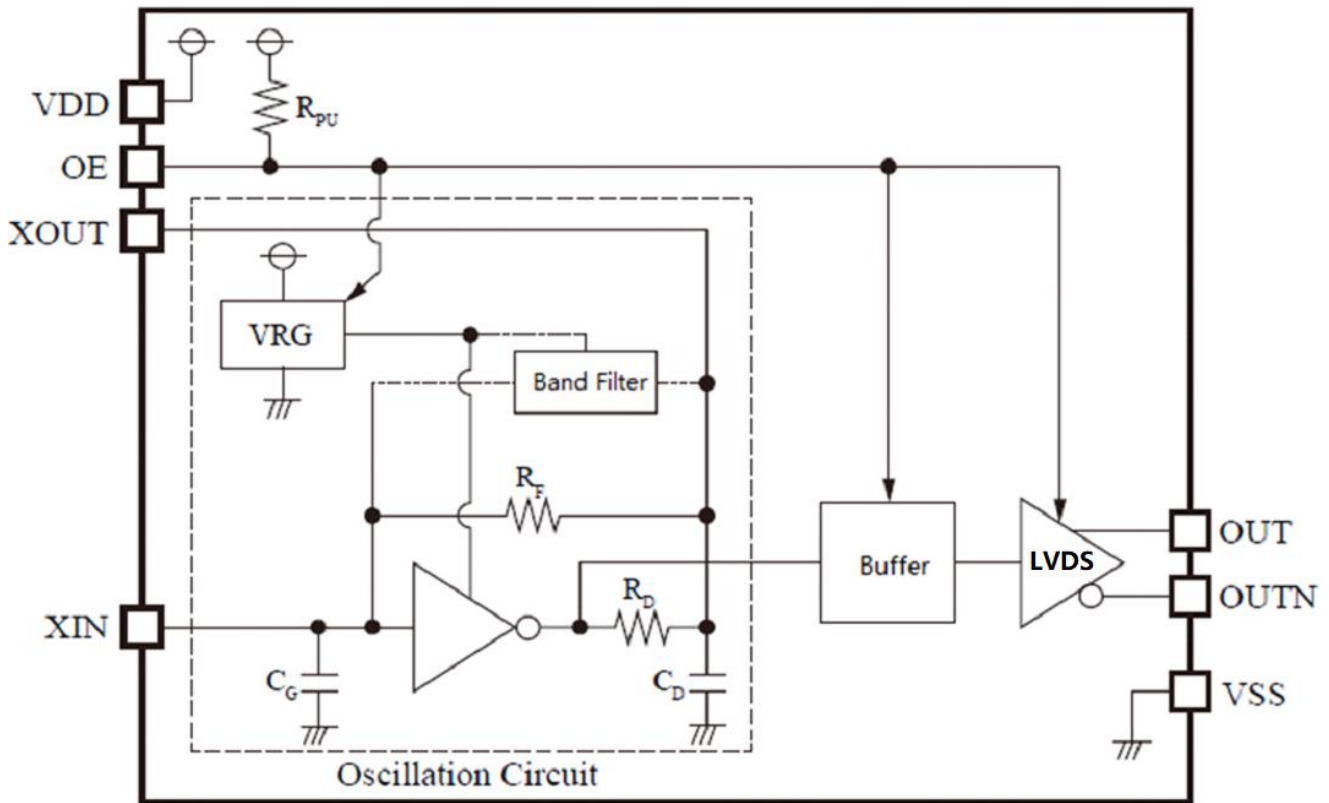 VDD
R_PU
OE
XOUT
VRG
Band Filter
R_F
OUT
LVDS
Buffer
R_D
OUTN
XIN
C_G
C_D
VSS
Oscillation Circuit